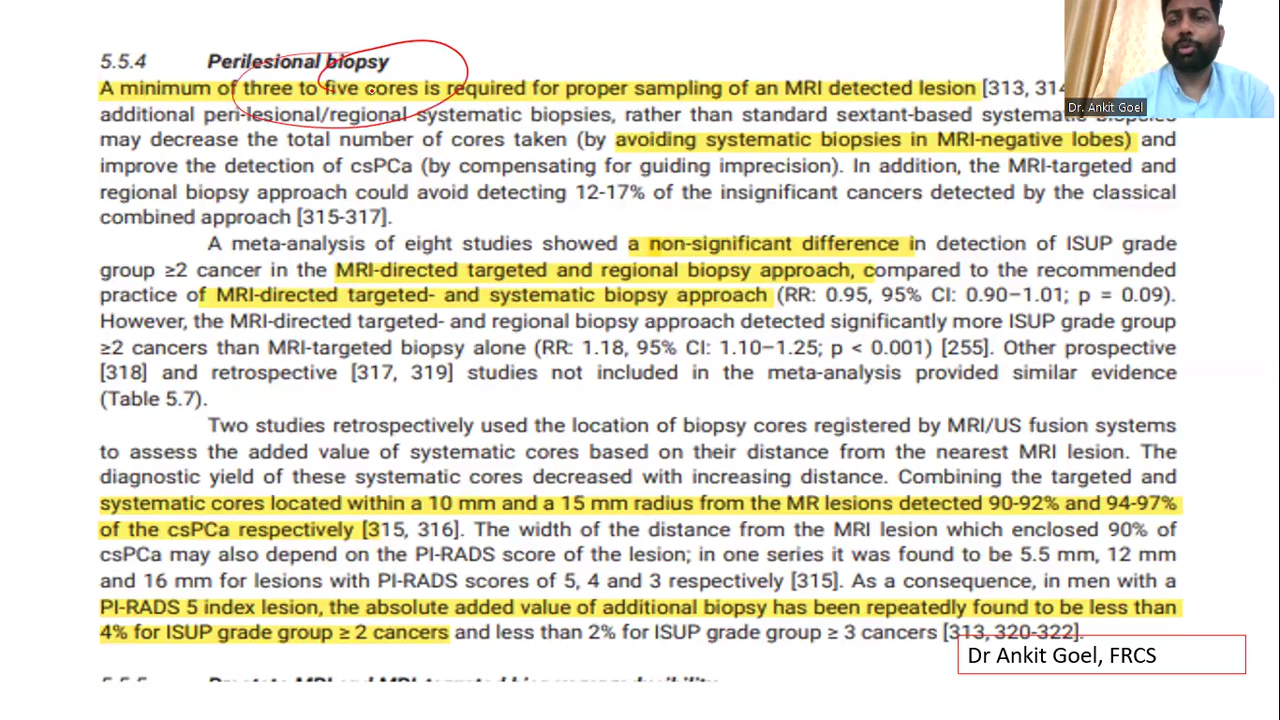 5.5.4 Perilesional biopsy
A minimum of three to five cores is required for proper sampling of an MRI detected lesion [313, 314
additional peri-lesional/regional systematic biopsies, rather than standard sextant-based systematic biopsies
may decrease the total number of cores taken (by avoiding systematic biopsies in MRI-negative lobes) and
improve the detection of csPCa (by compensating for guiding imprecision). In addition, the MRI-targeted and
regional biopsy approach could avoid detecting 12-17% of the insignificant cancers detected by the classical
combined approach [315-317].
A meta-analysis of eight studies showed a non-significant difference in detection of ISUP grade
group ≥2 cancer in the MRI-directed targeted and regional biopsy approach, compared to the recommended
practice of MRI-directed targeted- and systematic biopsy approach (RR: 0.95, 95% CI: 0.90–1.01; p = 0.09).
However, the MRI-directed targeted- and regional biopsy approach detected significantly more ISUP grade group
≥2 cancers than MRI-targeted biopsy alone (RR: 1.18, 95% CI: 1.10–1.25; p < 0.001) [255]. Other prospective
[318] and retrospective [317, 319] studies not included in the meta-analysis provided similar evidence
(Table 5.7).
Two studies retrospectively used the location of biopsy cores registered by MRI/US fusion systems
to assess the added value of systematic cores based on their distance from the nearest MRI lesion. The
diagnostic yield of these systematic cores decreased with increasing distance. Combining the targeted and
systematic cores located within a 10 mm and a 15 mm radius from the MR lesions detected 90-92% and 94-97%
of the csPCa respectively [315, 316]. The width of the distance from the MRI lesion which enclosed 90% of
csPCa may also depend on the PI-RADS score of the lesion; in one series it was found to be 5.5 mm, 12 mm
and 16 mm for lesions with PI-RADS scores of 5, 4 and 3 respectively [315]. As a consequence, in men with a
PI-RADS 5 index lesion, the absolute added value of additional biopsy has been repeatedly found to be less than
4% for ISUP grade group ≥ 2 cancers and less than 2% for ISUP grade group ≥ 3 cancers [313, 320-322].
Dr. Ankit Goel
Dr Ankit Goel, FRCS